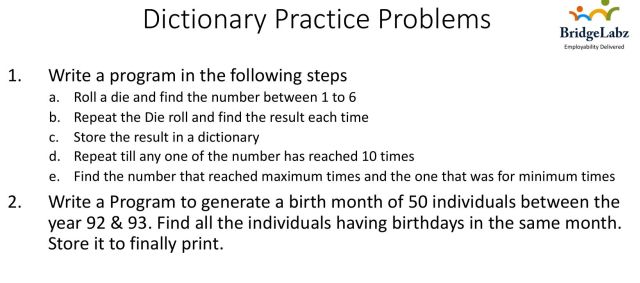 Dictionary Practice Problems
BridgeLabz
Employability Delivered
1. Write a program in the following steps
a. Roll a die and find the number between 1 to 6
b. Repeat the Die roll and find the result each time
c. Store the result in a dictionary
d. Repeat till any one of the number has reached 10 times
e. Find the number that reached maximum times and the one that was for minimum times
2. Write a Program to generate a birth month of 50 individuals between the
year 92 & 93. Find all the individuals having birthdays in the same month.
Store it to finally print.